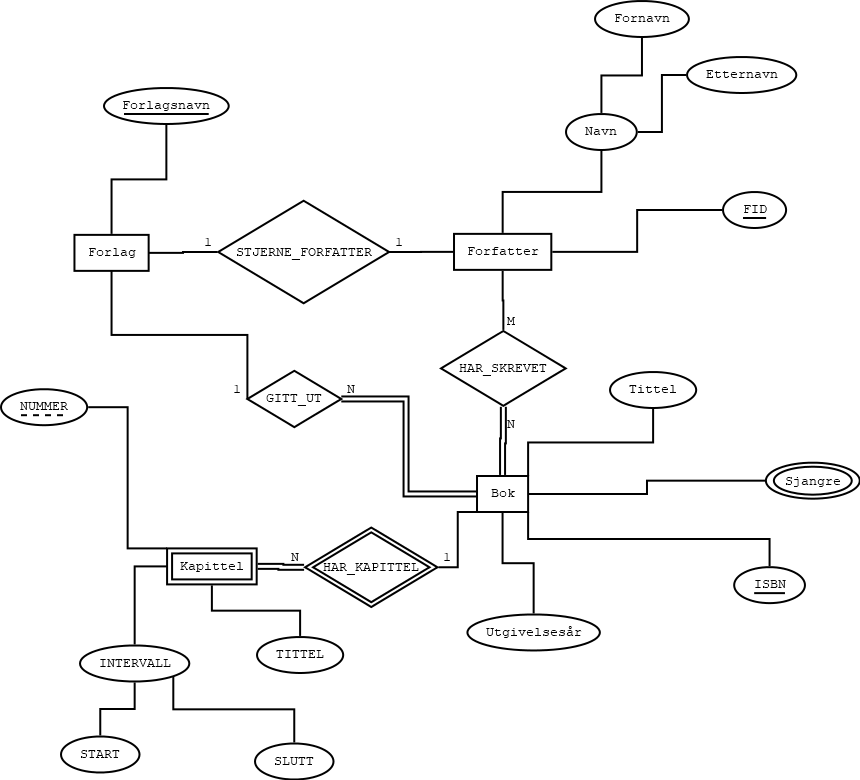 Fornavn
Etternavn
Forlagsnavn
Navn
FID
1
1
Forlag
STJERNE_FORFATTER
Forfatter
M
HAR_SKREVET
1
N
Tittel
GITT_UT
NUMMER
N
Sjangre
Bok
N
1
Kapittel
HAR_KAPITTEL
ISBN
Utgivelsesår
TITTEL
INTERVALL
START
SLUTT